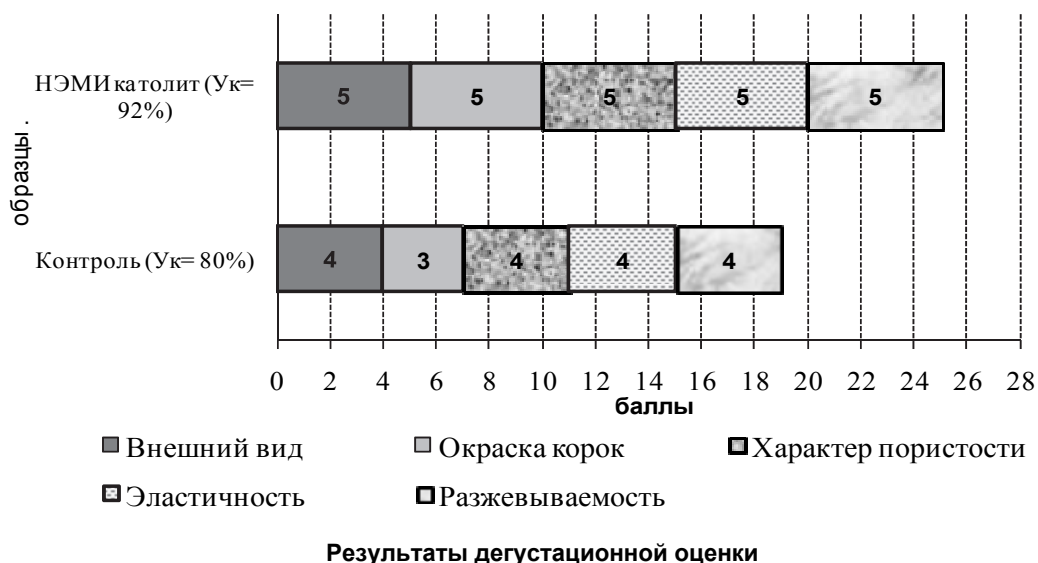 НЭМИ католит (Ук=
92%)
5 5 5 5 5
образцы .
Контроль (Ук= 80%)
4 3 4 4 4
0 2 4 6 8 10 12 14 16 18 20 22 24 26 28
баллы
Внешний вид Окраска корок Характер пористости
Эластичность Разжевываемость
Результаты дегустационной оценки